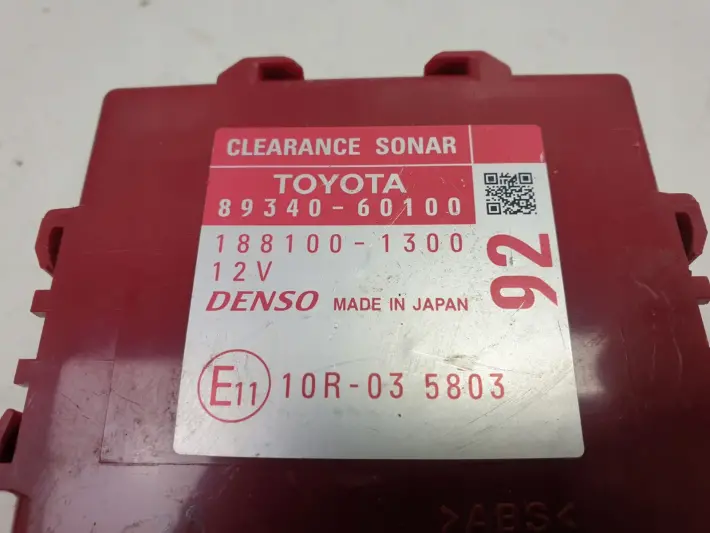 CLEARANCE SONAR
TOYOTA
89340-60100
188100-1300
12V
DENSO MADE IN JAPAN
92
E11 10R-03 5803
>ABS<